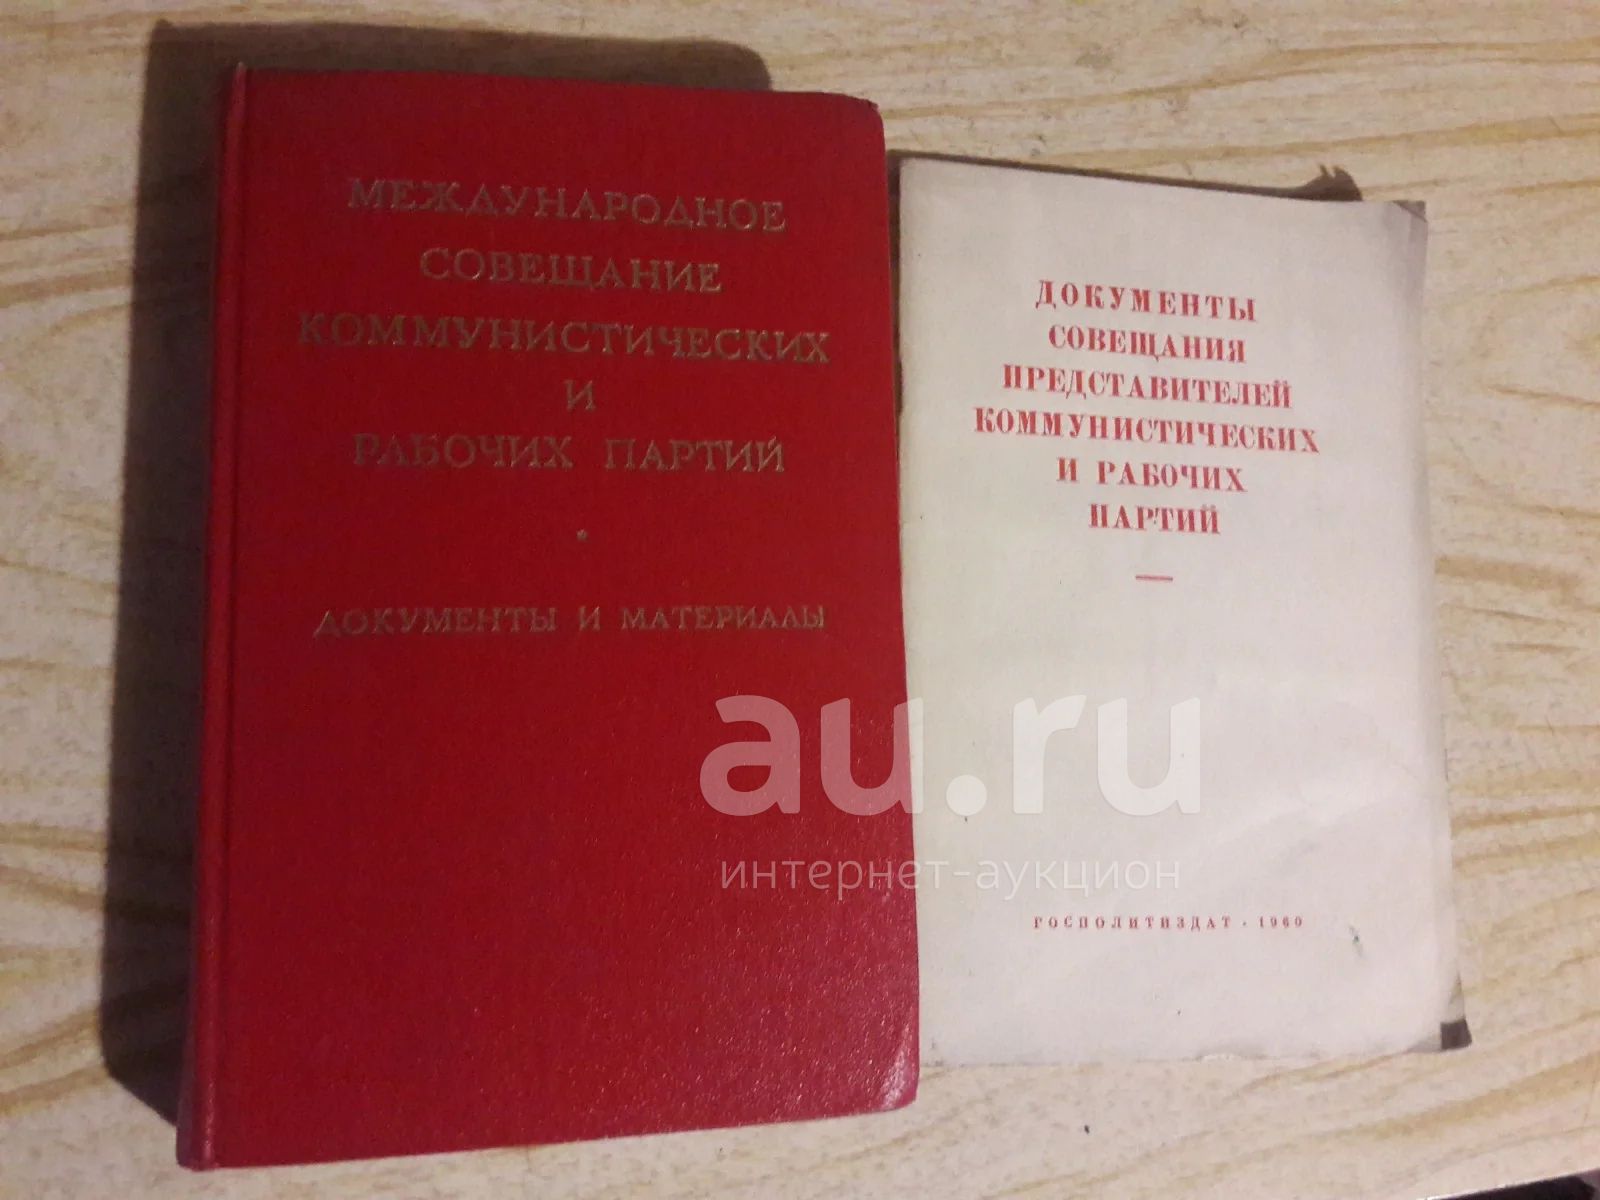 МЕЖДУНАРОДНОЕ
СОВЕЩАНИЕ
КОММУНИСТИЧЕСКИХ
И
РАБОЧИХ ПАРТИЙ
ДОКУМЕНТЫ И МАТЕРИАЛЫ
ДОКУМЕНТЫ
СОВЕЩАНИЯ
ПРЕДСТАВИТЕЛЕЙ
КОММУНИСТИЧЕСКИХ
И РАБОЧИХ
ПАРТИЙ
ГОСПОЛИТИЗДАТ · 1960
au.ru
интернет-аукцион